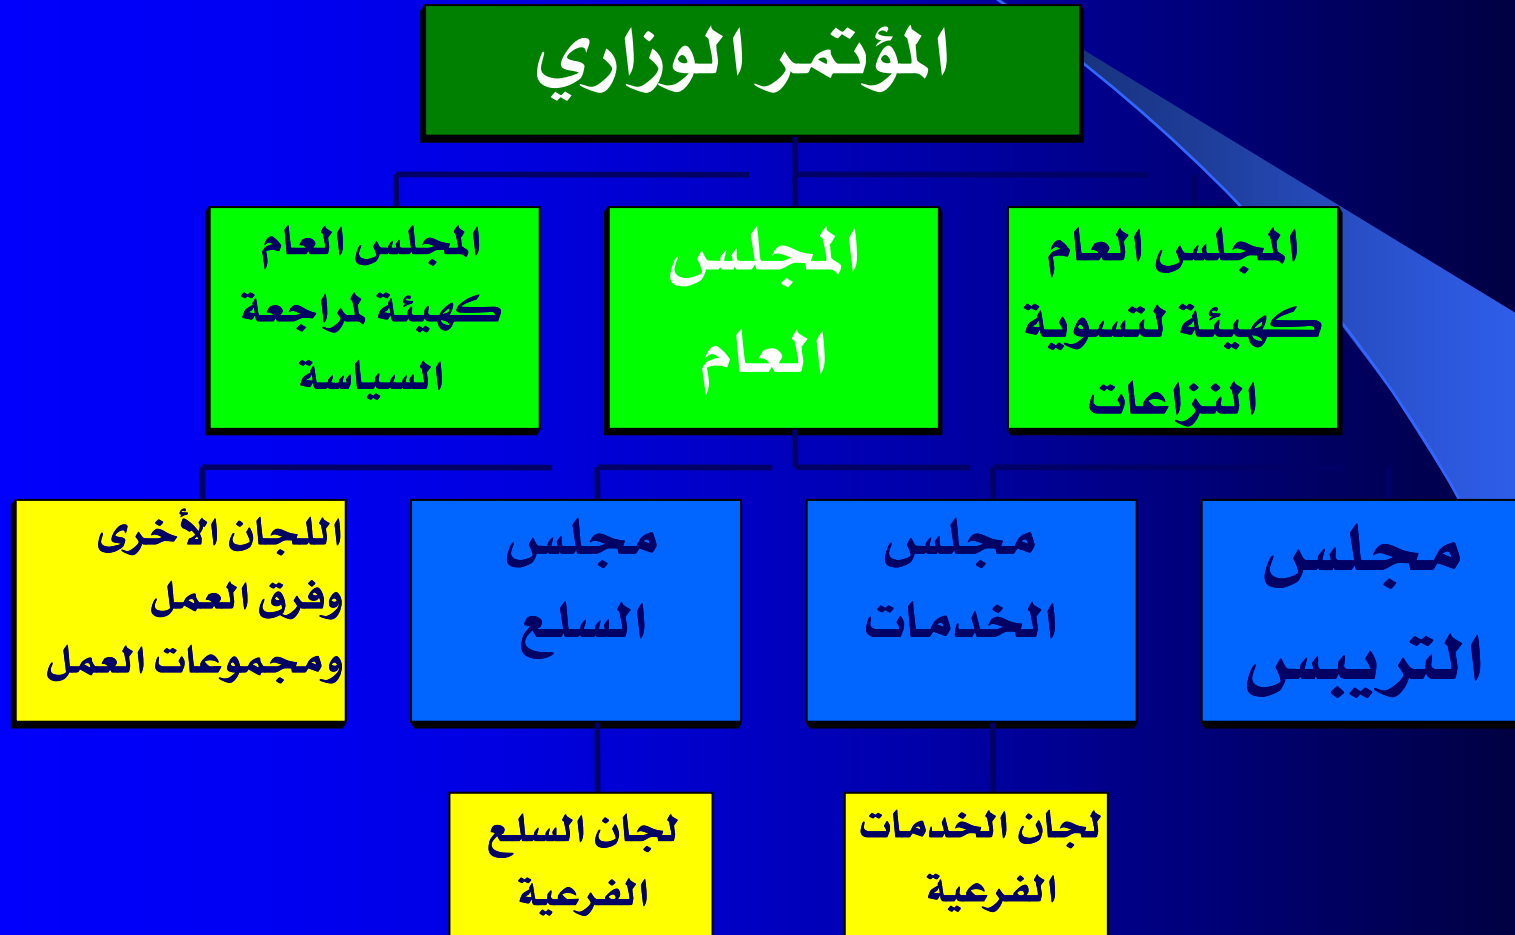 المؤتمر الوزاري
المجلس العام
كهيئة لتسوية
النزاعات
المجلس
العام
المجلس العام
كهيئة لمراجعة
السياسة
مجلس
التريبس
مجلس
الخدمات
مجلس
السلع
اللجان الأخرى
وفرق العمل
ومجموعات العمل
لجان الخدمات
الفرعية
لجان السلع
الفرعية